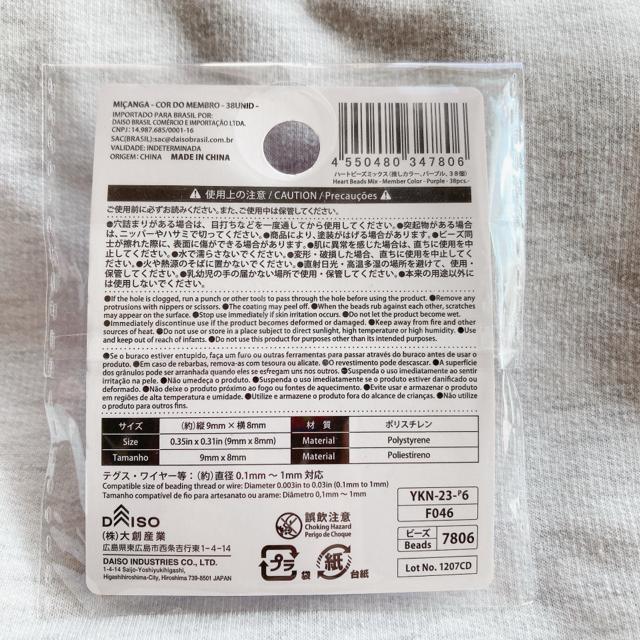 MIÇANGA - COR DO MEMBRO - 38UNID -
IMPORTADO PARA BRASIL POR:
DAISO BRASIL COMÉRCIO E IMPORTAÇÃO LTDA.
CNPJ: 14.987.685/0001-16
SAC(BRASIL):sac@daisobrasil.com.br
VALIDADE: INDETERMINADA
ORIGEM: CHINA MADE IN CHINA
4 550480 347806
ハートビーズミックス(推しカラー、パープル、38個)
Heart Beads Mix - Member Color - Purple - 38pcs.-
使用上の注意 / CAUTION / Precauções
ご使用前に必ずお読みください。また、ご使用中は保管してください。
●穴詰まりがある場合は、目打ちなどを一度通してから使用してください。●突起物がある場合
は、ニッパーやハサミで切ってください。●商品により、塗装がはげる場合があります。●ビーズ同
士が擦れた際に、表面に傷ができる場合があります。●肌に異常を感じた場合は、直ちに使用を中
止してください。●水で濡らさないでください。●変形・破損した場合、直ちに使用を中止してくださ
い。●火や熱源のそばに置かないでください。●直射日光・高温多湿の場所を避けて、使用・
保管してください。●乳幼児の手の届かない場所で使用・保管してください。●本来の用途以外に
は使用しないでください。
●If the hole is clogged, run a punch or other tools to pass through the hole before using the product. ●Remove any
protrusions with nippers or scissors. ●The coating may peel off. ●When the beads rub against each other, scratches
may appear on the surface. ●Stop use immediately if skin irritation occurs. ●Do not let the product become wet.
●Immediately discontinue use if the product becomes deformed or damaged. ●Keep away from fire and other
sources of heat. ●Do not use or store in a place subject to direct sunlight, high temperature or high humidity. ●Use
and keep out of reach of infants. ●Do not use this product for purposes other than its intended purposes.
●Se o buraco estiver entupido, faça um furo ou outras ferramentas para passar através do buraco antes de usar o
produto. ●Em caso de rebarbas, remova-as com tesoura ou alicate. ●O revestimento pode descascar. ●A superfície
dos grânulos pode ser arranhada quando eles se esfregam uns nos outros. ●Suspenda o uso imediatamente ao sentir
irritação na pele. ●Não umedeça o produto. ●Suspenda o uso imediatamente se o produto estiver danificado ou
deformado. ●Não deixe o produto próximo ao fogo ou fontes de aquecimento. ●Evite usar e armazenar o produto
em regiões de alta temperatura e umidade. ●Utilize e armazene o produto fora do alcance de crianças. ●Não utilize
o produto para outros fins.
サイズ (約)縦9mm×横8mm 材質 ポリスチレン
Size 0.35in x 0.31in (9mm x 8mm) Material Polystyrene
Tamanho 9mm x 8mm Material Poliestireno
テグス・ワイヤー等:(約)直径0.1mm~1mm対応
Compatible size of beading thread or wire: Diameter 0.003in to 0.03in (0.1mm to 1mm)
Tamanho compatível de fio para artesanato ou arame: Diâmetro 0,1mm ~ 1mm
YKN-23-P6
F046
DAISO
(株)大創産業
広島県東広島市西条吉行東1-4-14
DAISO INDUSTRIES CO., LTD.
1-4-14 Saijo-Yoshiyukihigashi,
Higashihiroshima-City, Hiroshima 739-8501 JAPAN
誤飲注意
Choking Hazard
Perigo de Choque
プラ 袋
紙 台紙
ビーズ
Beads 7806
Lot No. 1207CD